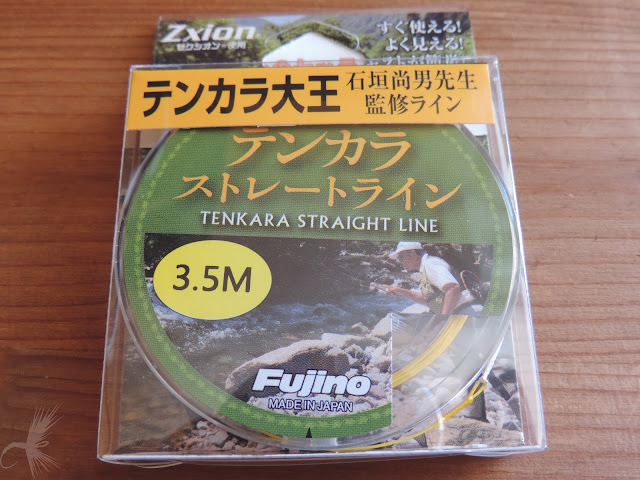 Zxion
ゼクシオン使用
すぐ使える!
よく見える!
テンカラ大王
石垣尚男先生
監修ライン
テンカラ
ストレートライン
TENKARA STRAIGHT LINE
3.5M
Fujino
MADE IN JAPAN